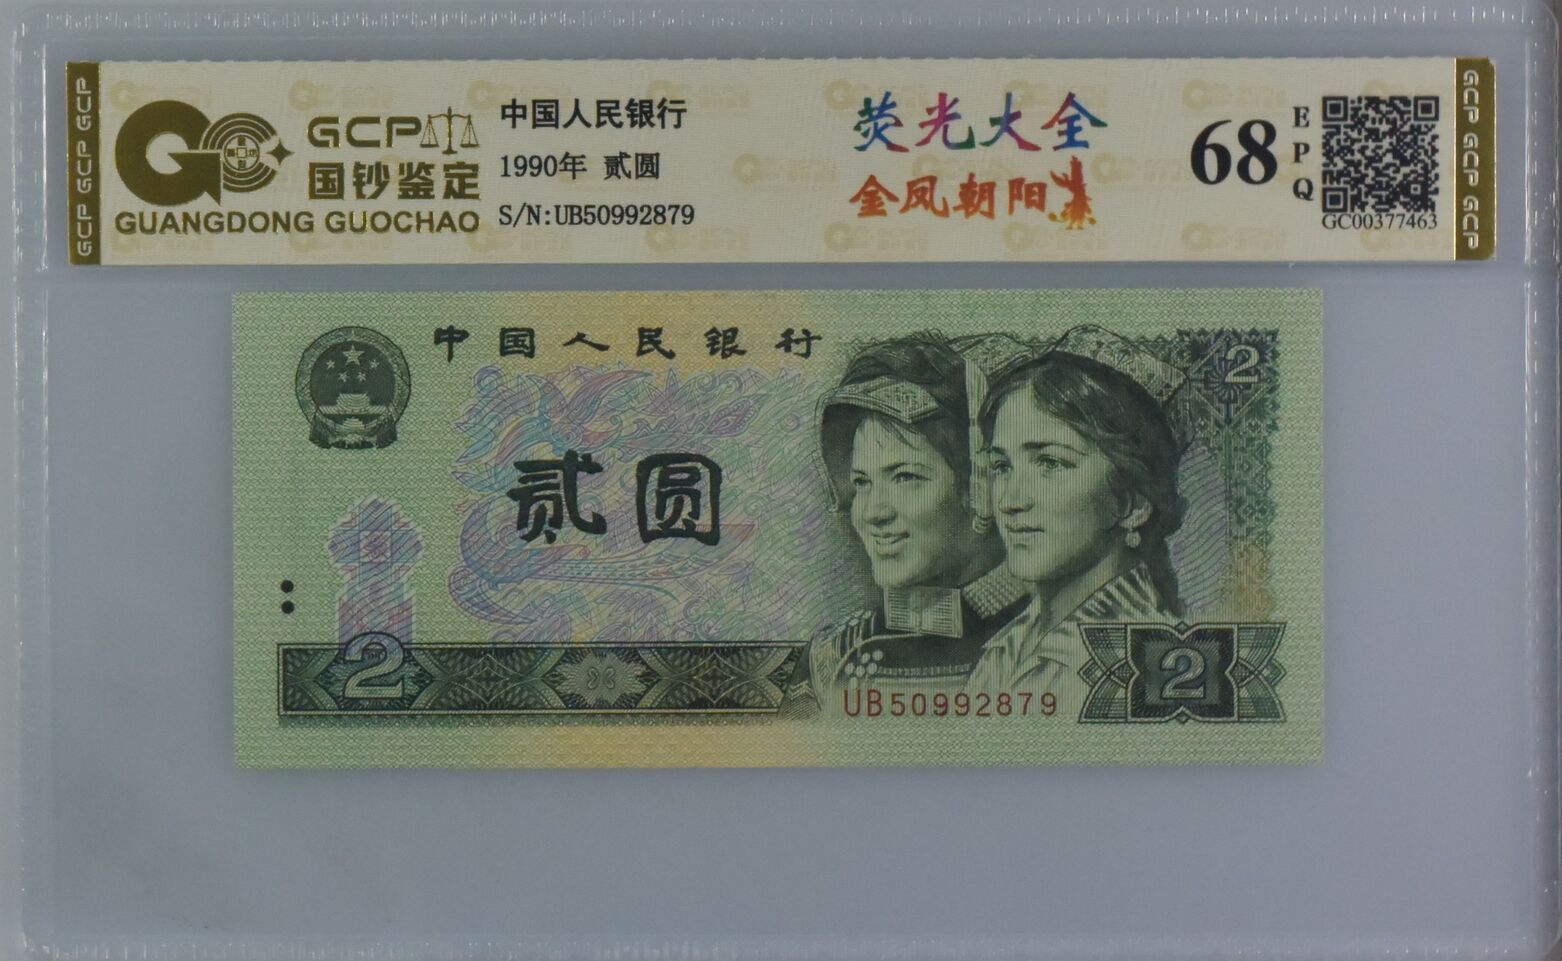 GCP GCP GCP
GCP
国钞鉴定
GUANGDONG GUOCHAO
中国人民银行
1990年 贰圆
S/N:UB50992879
荧光大全
金凤朝阳
68
EPQ
GC00377463
GCP GCP GCP
中国人民银行
2
贰圆
2
UB50992879
2